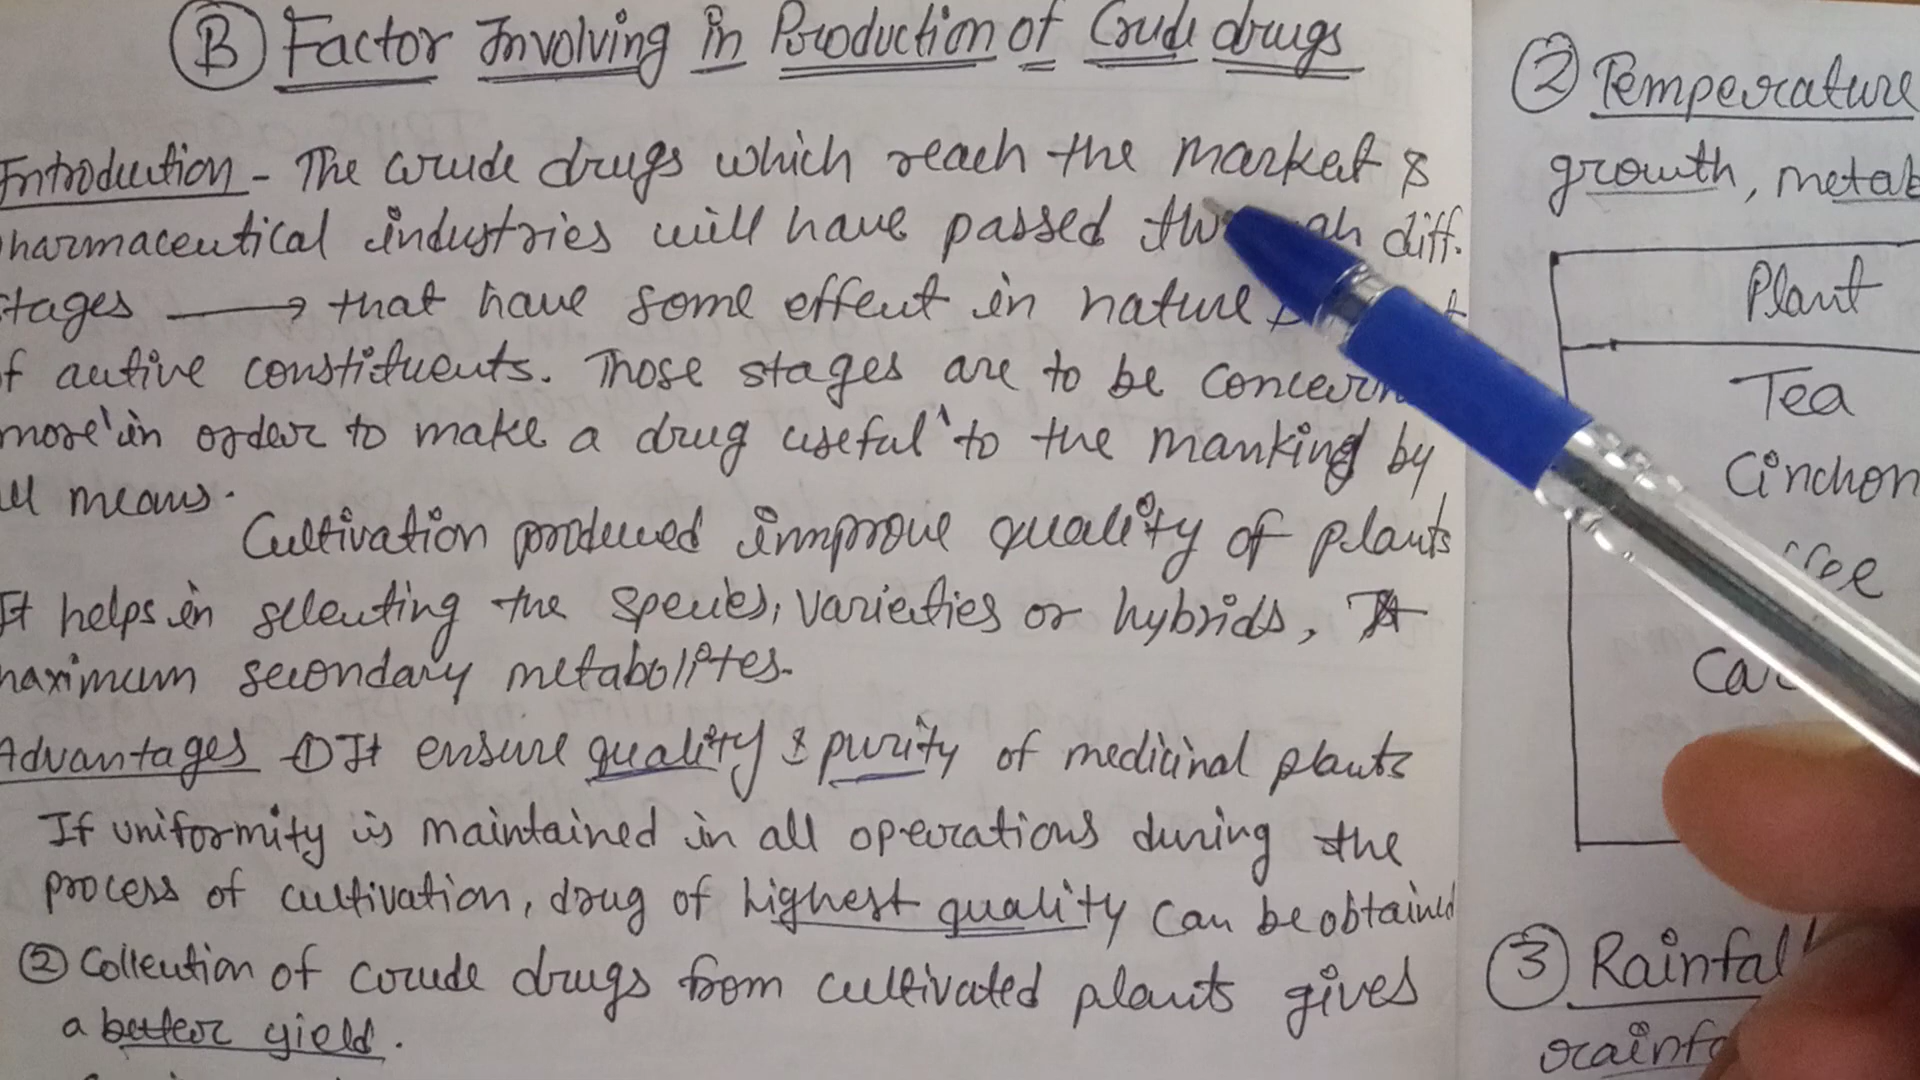 B Factor Involving in Production of Crude drugs
Introduction - The crude drugs which reach the market &
harmaceutical industries will have passed diff.
tages → that have some effect in nature
f active constituents. Those stages are to be concern
more in order to make a drug useful to the manking by
ll means.
Cultivation produced improve quality of plants
It helps in selecting the species, varieties or hybrids,
naximum secondary metabolites.
Advantages ① It ensure quality & purity of medicinal plants
If uniformity is maintained in all operations during the
process of cultivation, drug of highest quality can be obtained
② Collection of crude drugs from cultivated plants gives
a better yield.
② Temperature
growth, metab
Plant
Tea
Cinchon
ffee
Ca
③ Rainfall
rainfa